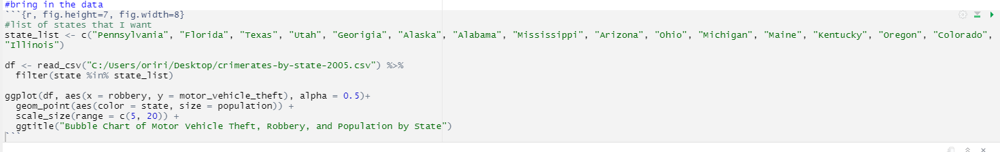 #bring in the data
```{r, fig.height=7, fig.width=8}
#list of states that I want
state_list <- c("Pennsylvania", "Florida", "Texas", "Utah", "Georigia", "Alaska", "Alabama", "Mississippi", "Arizona", "Ohio", "Michigan", "Maine", "Kentucky", "Oregon", "Colorado",
"Illinois")
df <- read_csv("C:/Users/oriri/Desktop/crimerates-by-state-2005.csv") %>%
  filter(state %in% state_list)
ggplot(df, aes(x = robbery, y = motor_vehicle_theft), alpha = 0.5)+
  geom_point(aes(color = state, size = population)) +
  scale_size(range = c(5, 20)) +
  ggtitle("Bubble Chart of Motor Vehicle Theft, Robbery, and Population by State")
```